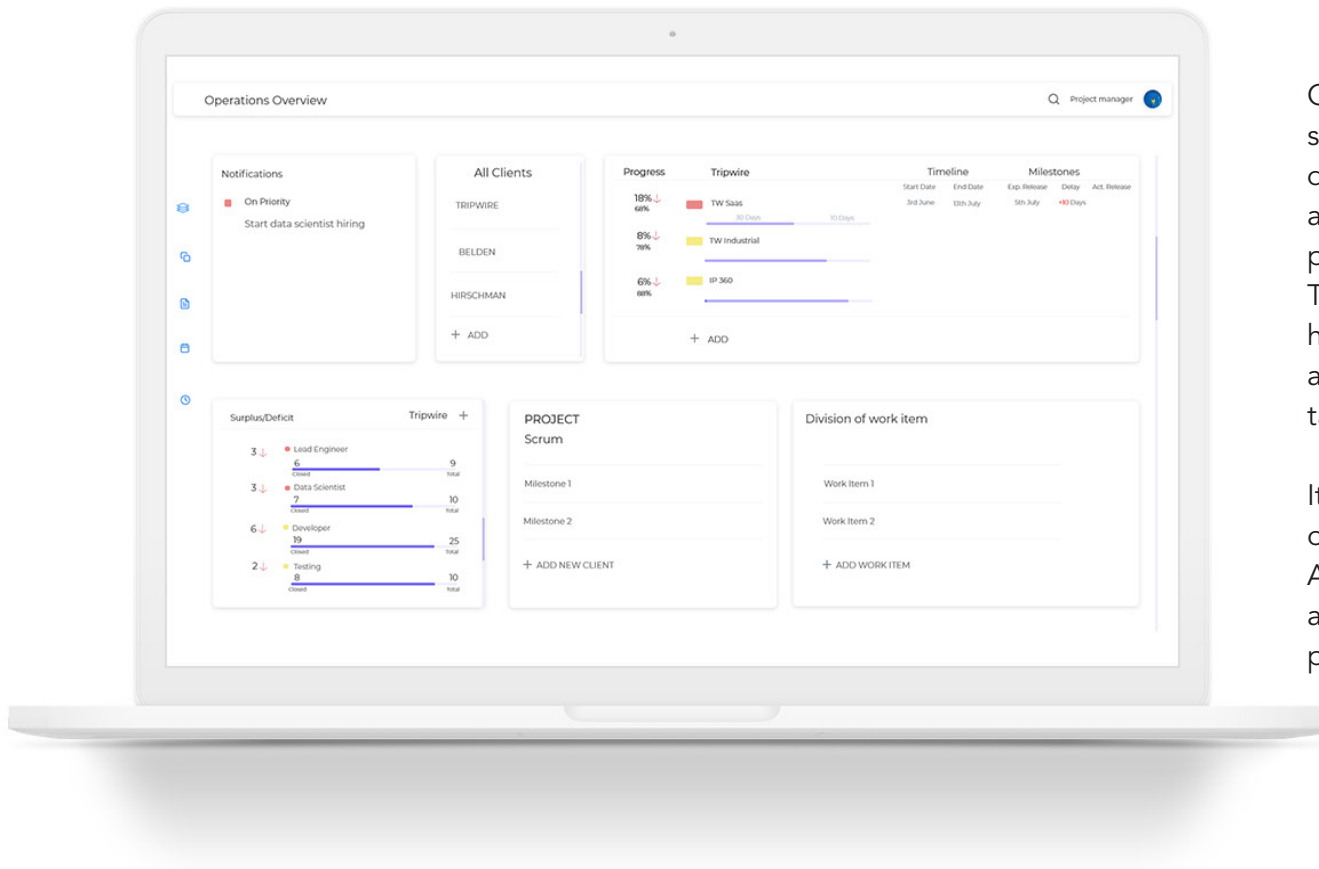 Operations Overview
Project manager
Notifications
On Priority
Start data scientist hiring
All Clients
TRIPWIRE
BELDEN
HIRSCHMAN
+ ADD
Progress Tripwire Timeline Milestones
Start Date End Date Exp. Release Delay Act. Release
18%↓ TW Saas 3rd June 13th July 5th July +10 Days
68% 30 Days 10 Days
8%↓ TW Industrial
78%
6%↓ IP 360
88%
+ ADD
Surplus/Deficit Tripwire +
3↓ Lead Engineer
6 9
Closed Total
3↓ Data Scientist
7 10
Closed Total
6↓ Developer
19 25
Closed Total
2↓ Testing
8 10
Closed Total
PROJECT
Scrum
Milestone 1
Milestone 2
+ ADD NEW CLIENT
Division of work item
Work Item 1
Work Item 2
+ ADD WORK ITEM